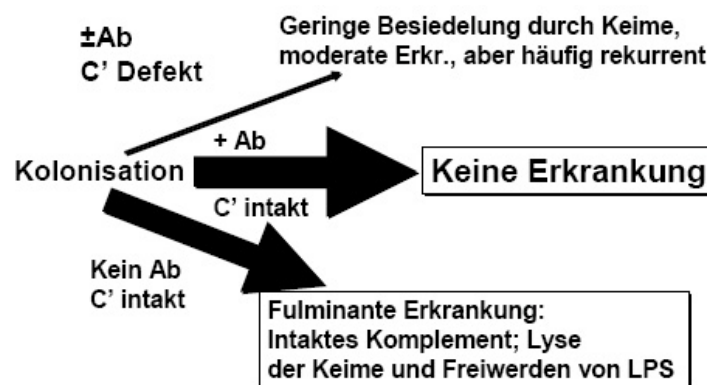 ±Ab
C' Defekt
Geringe Besiedelung durch Keime,
moderate Erkr., aber häufig rekurrent
+ Ab
Kolonisation
Keine Erkrankung
C' intakt
Kein Ab
C' intakt
Fulminante Erkrankung:
Intaktes Komplement; Lyse
der Keime und Freiwerden von LPS